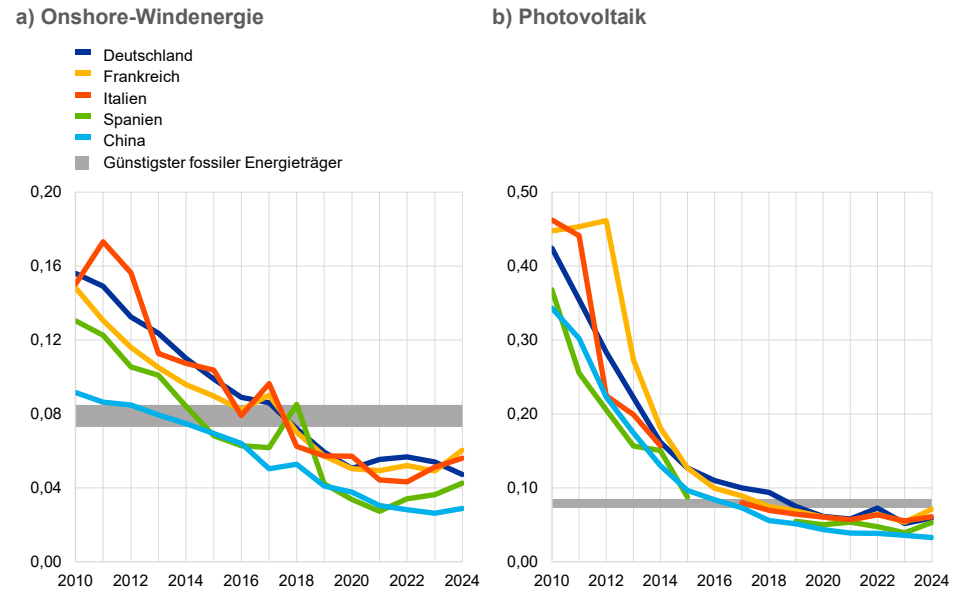 a) Onshore-Windenergie
Deutschland
Frankreich
Italien
Spanien
China
Günstigster fossiler Energieträger
0,20
0,16
0,12
0,08
0,04
0,00
2010 2012 2014 2016 2018 2020 2022 2024
b) Photovoltaik
0,50
0,40
0,30
0,20
0,10
0,00
2010 2012 2014 2016 2018 2020 2022 2024